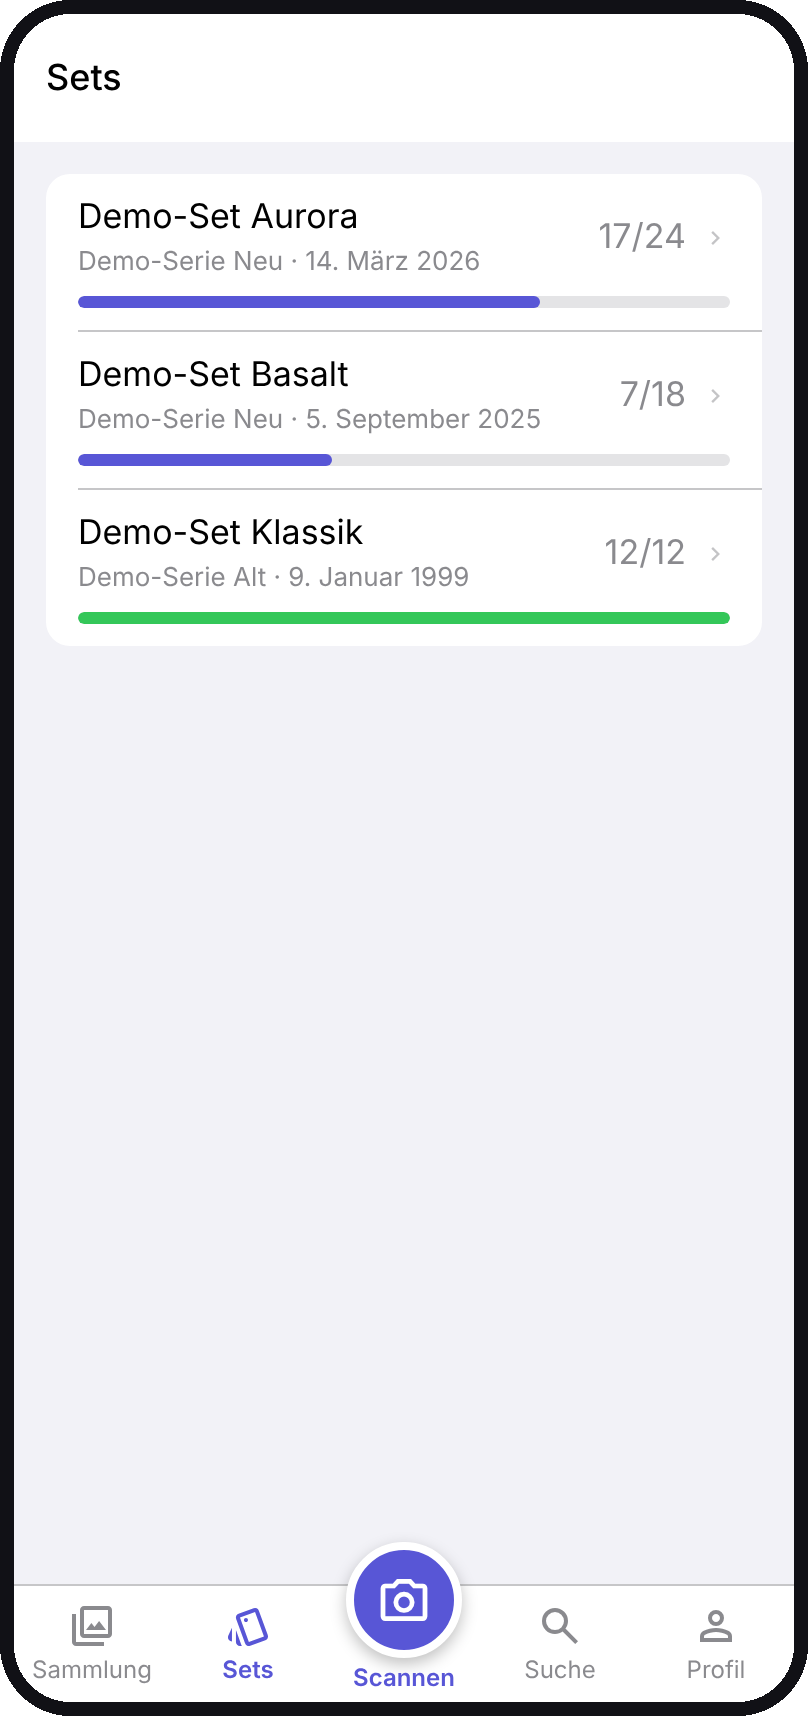 Sets
Demo-Set Aurora
Demo-Serie Neu · 14. März 2026
17/24
Demo-Set Basalt
Demo-Serie Neu · 5. September 2025
7/18
Demo-Set Klassik
Demo-Serie Alt · 9. Januar 1999
12/12
Sammlung
Sets
Scannen
Suche
Profil